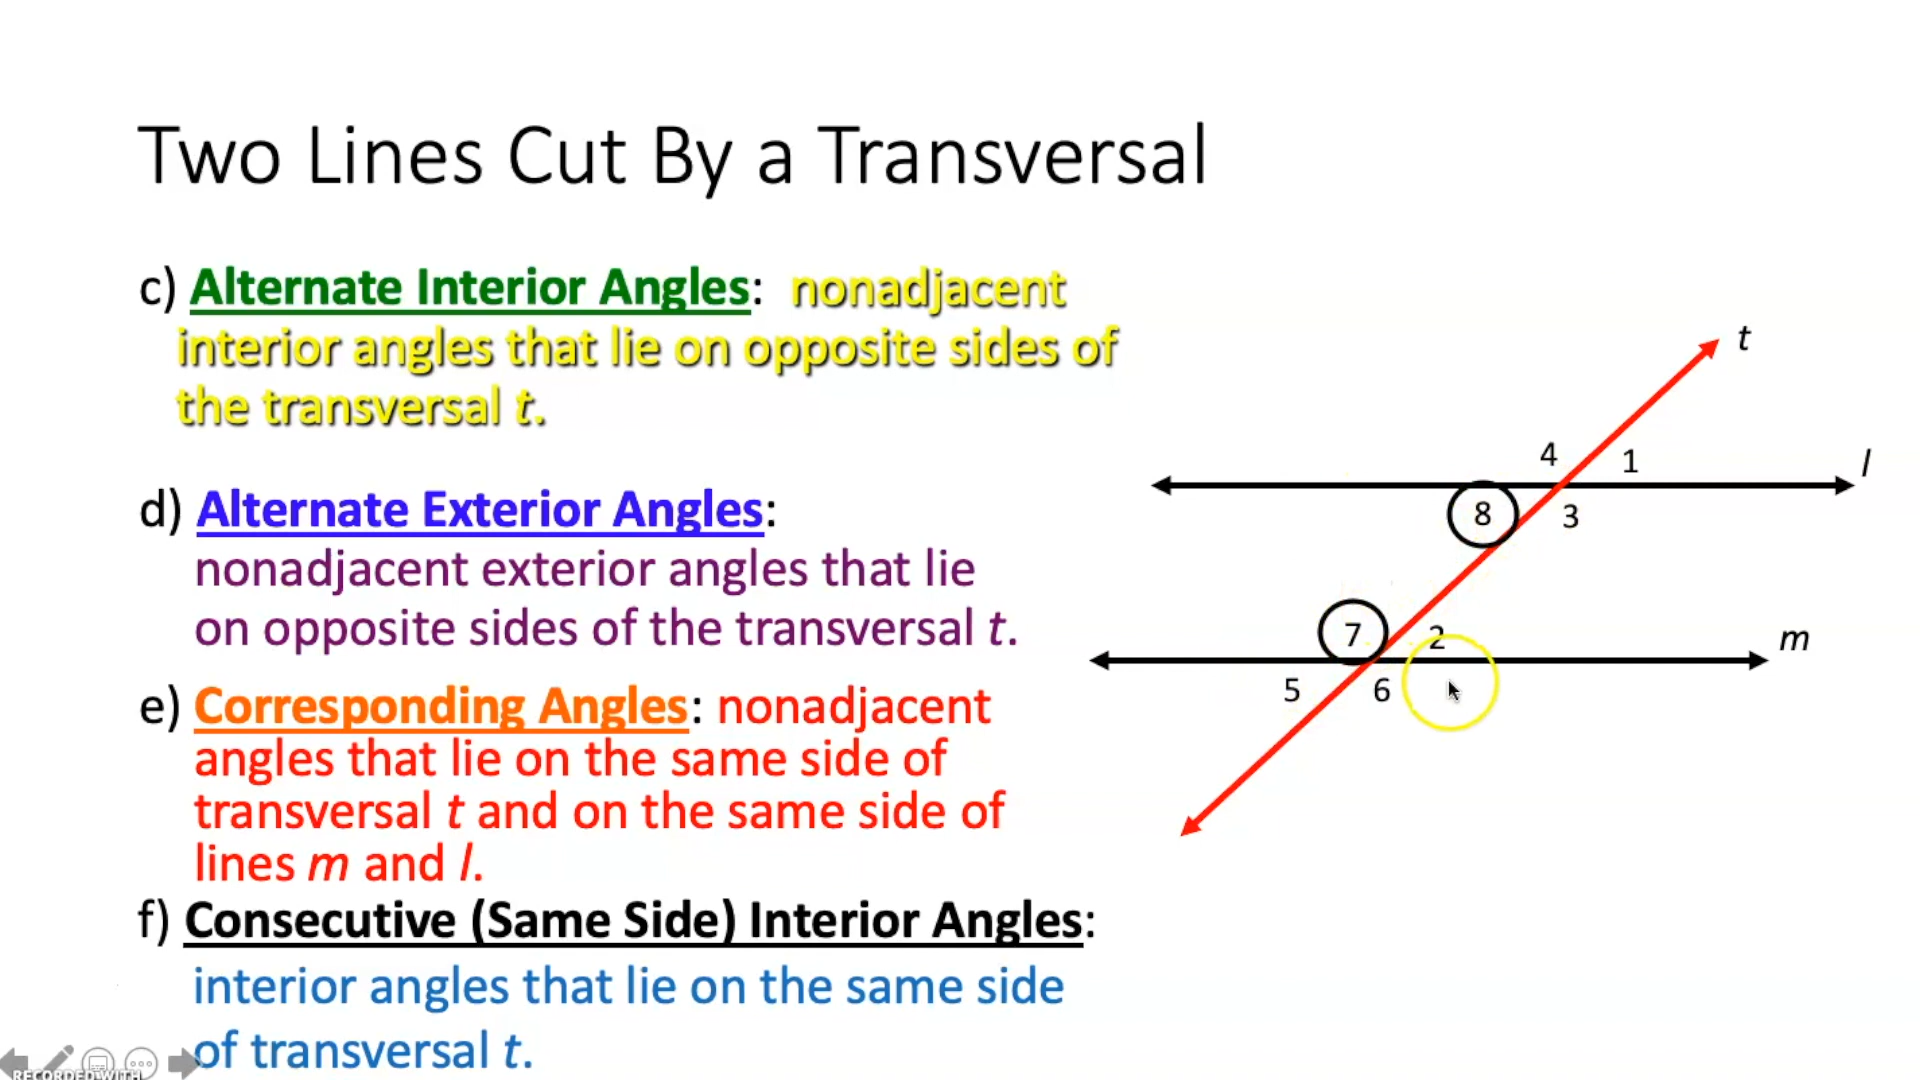 Two Lines Cut By a Transversal
c) Alternate Interior Angles: nonadjacent
interior angles that lie on opposite sides of
the transversal t.
d) Alternate Exterior Angles:
nonadjacent exterior angles that lie
on opposite sides of the transversal t.
e) Corresponding Angles: nonadjacent
angles that lie on the same side of
transversal t and on the same side of
lines m and l.
f) Consecutive (Same Side) Interior Angles:
interior angles that lie on the same side
of transversal t.
t
4 1 l
8 3
7 2 m
5 6
RECORDED WITH